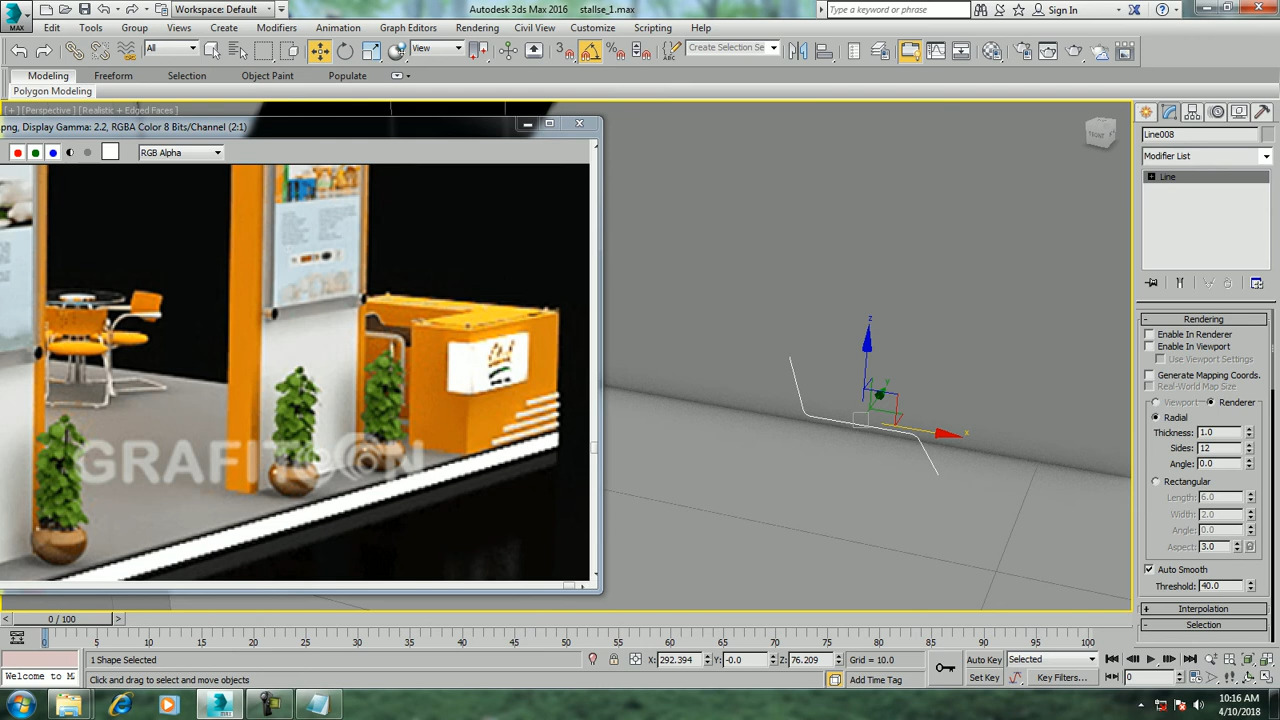 Workspace: Default
Autodesk 3ds Max 2016 stallse_1.max
Type a keyword or phrase
Sign In
MAX
Edit Tools Group Views Create Modifiers Animation Graph Editors Rendering Civil View Customize Scripting Help
All
View
Create Selection Se
Modeling Freeform Selection Object Paint Populate
Polygon Modeling
[+] [Perspective] [Realistic + Edged Faces]
png, Display Gamma: 2.2, RGBA Color 8 Bits/Channel (2:1)
RGB Alpha
FRONT
GRAFITOON
z
y
x
Line008
Modifier List
Line
Rendering
Enable In Renderer
Enable In Viewport
Use Viewport Settings
Generate Mapping Coords.
Real-World Map Size
Viewport Renderer
Radial
Thickness: 1.0
Sides: 12
Angle: 0.0
Rectangular
Length: 6.0
Width: 2.0
Angle: 0.0
Aspect: 3.0
Auto Smooth
Threshold: 40.0
Interpolation
Selection
0 / 100
0 5 10 15 20 25 30 35 40 45 50 55 60 65 70 75 80 85 90 95 100
1 Shape Selected
X: 292.394 Y: -0.0 Z: 76.209 Grid = 10.0
Auto Key Selected
Welcome to M
Click and drag to select and move objects
Add Time Tag
Set Key Key Filters... 0
10:16 AM
4/10/2018